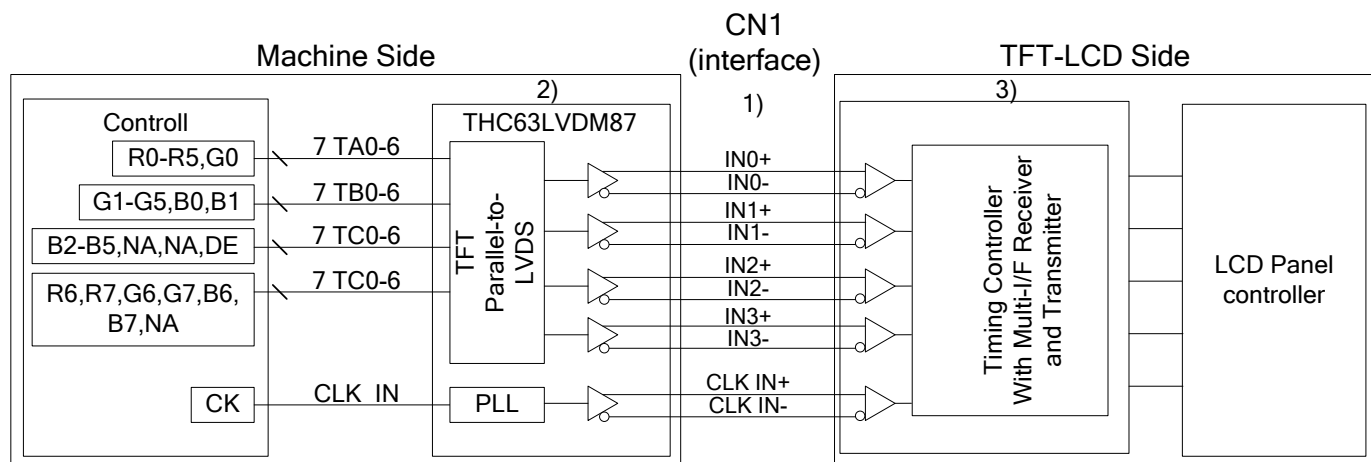 CN1
(interface)
Machine Side
TFT-LCD Side
1)
2)
3)
Controll
THC63LVDM87
R0-R5,G0
7 TA0-6
G1-G5,B0,B1
7 TB0-6
B2-B5,NA,NA,DE
7 TC0-6
R6,R7,G6,G7,B6,
B7,NA
7 TC0-6
CK
CLK IN
TFT
Parallel-to-
LVDS
PLL
IN0+
IN0-
IN1+
IN1-
IN2+
IN2-
IN3+
IN3-
CLK IN+
CLK IN-
Timing Controller
With Multi-I/F Receiver
and Transmitter
LCD Panel
controller